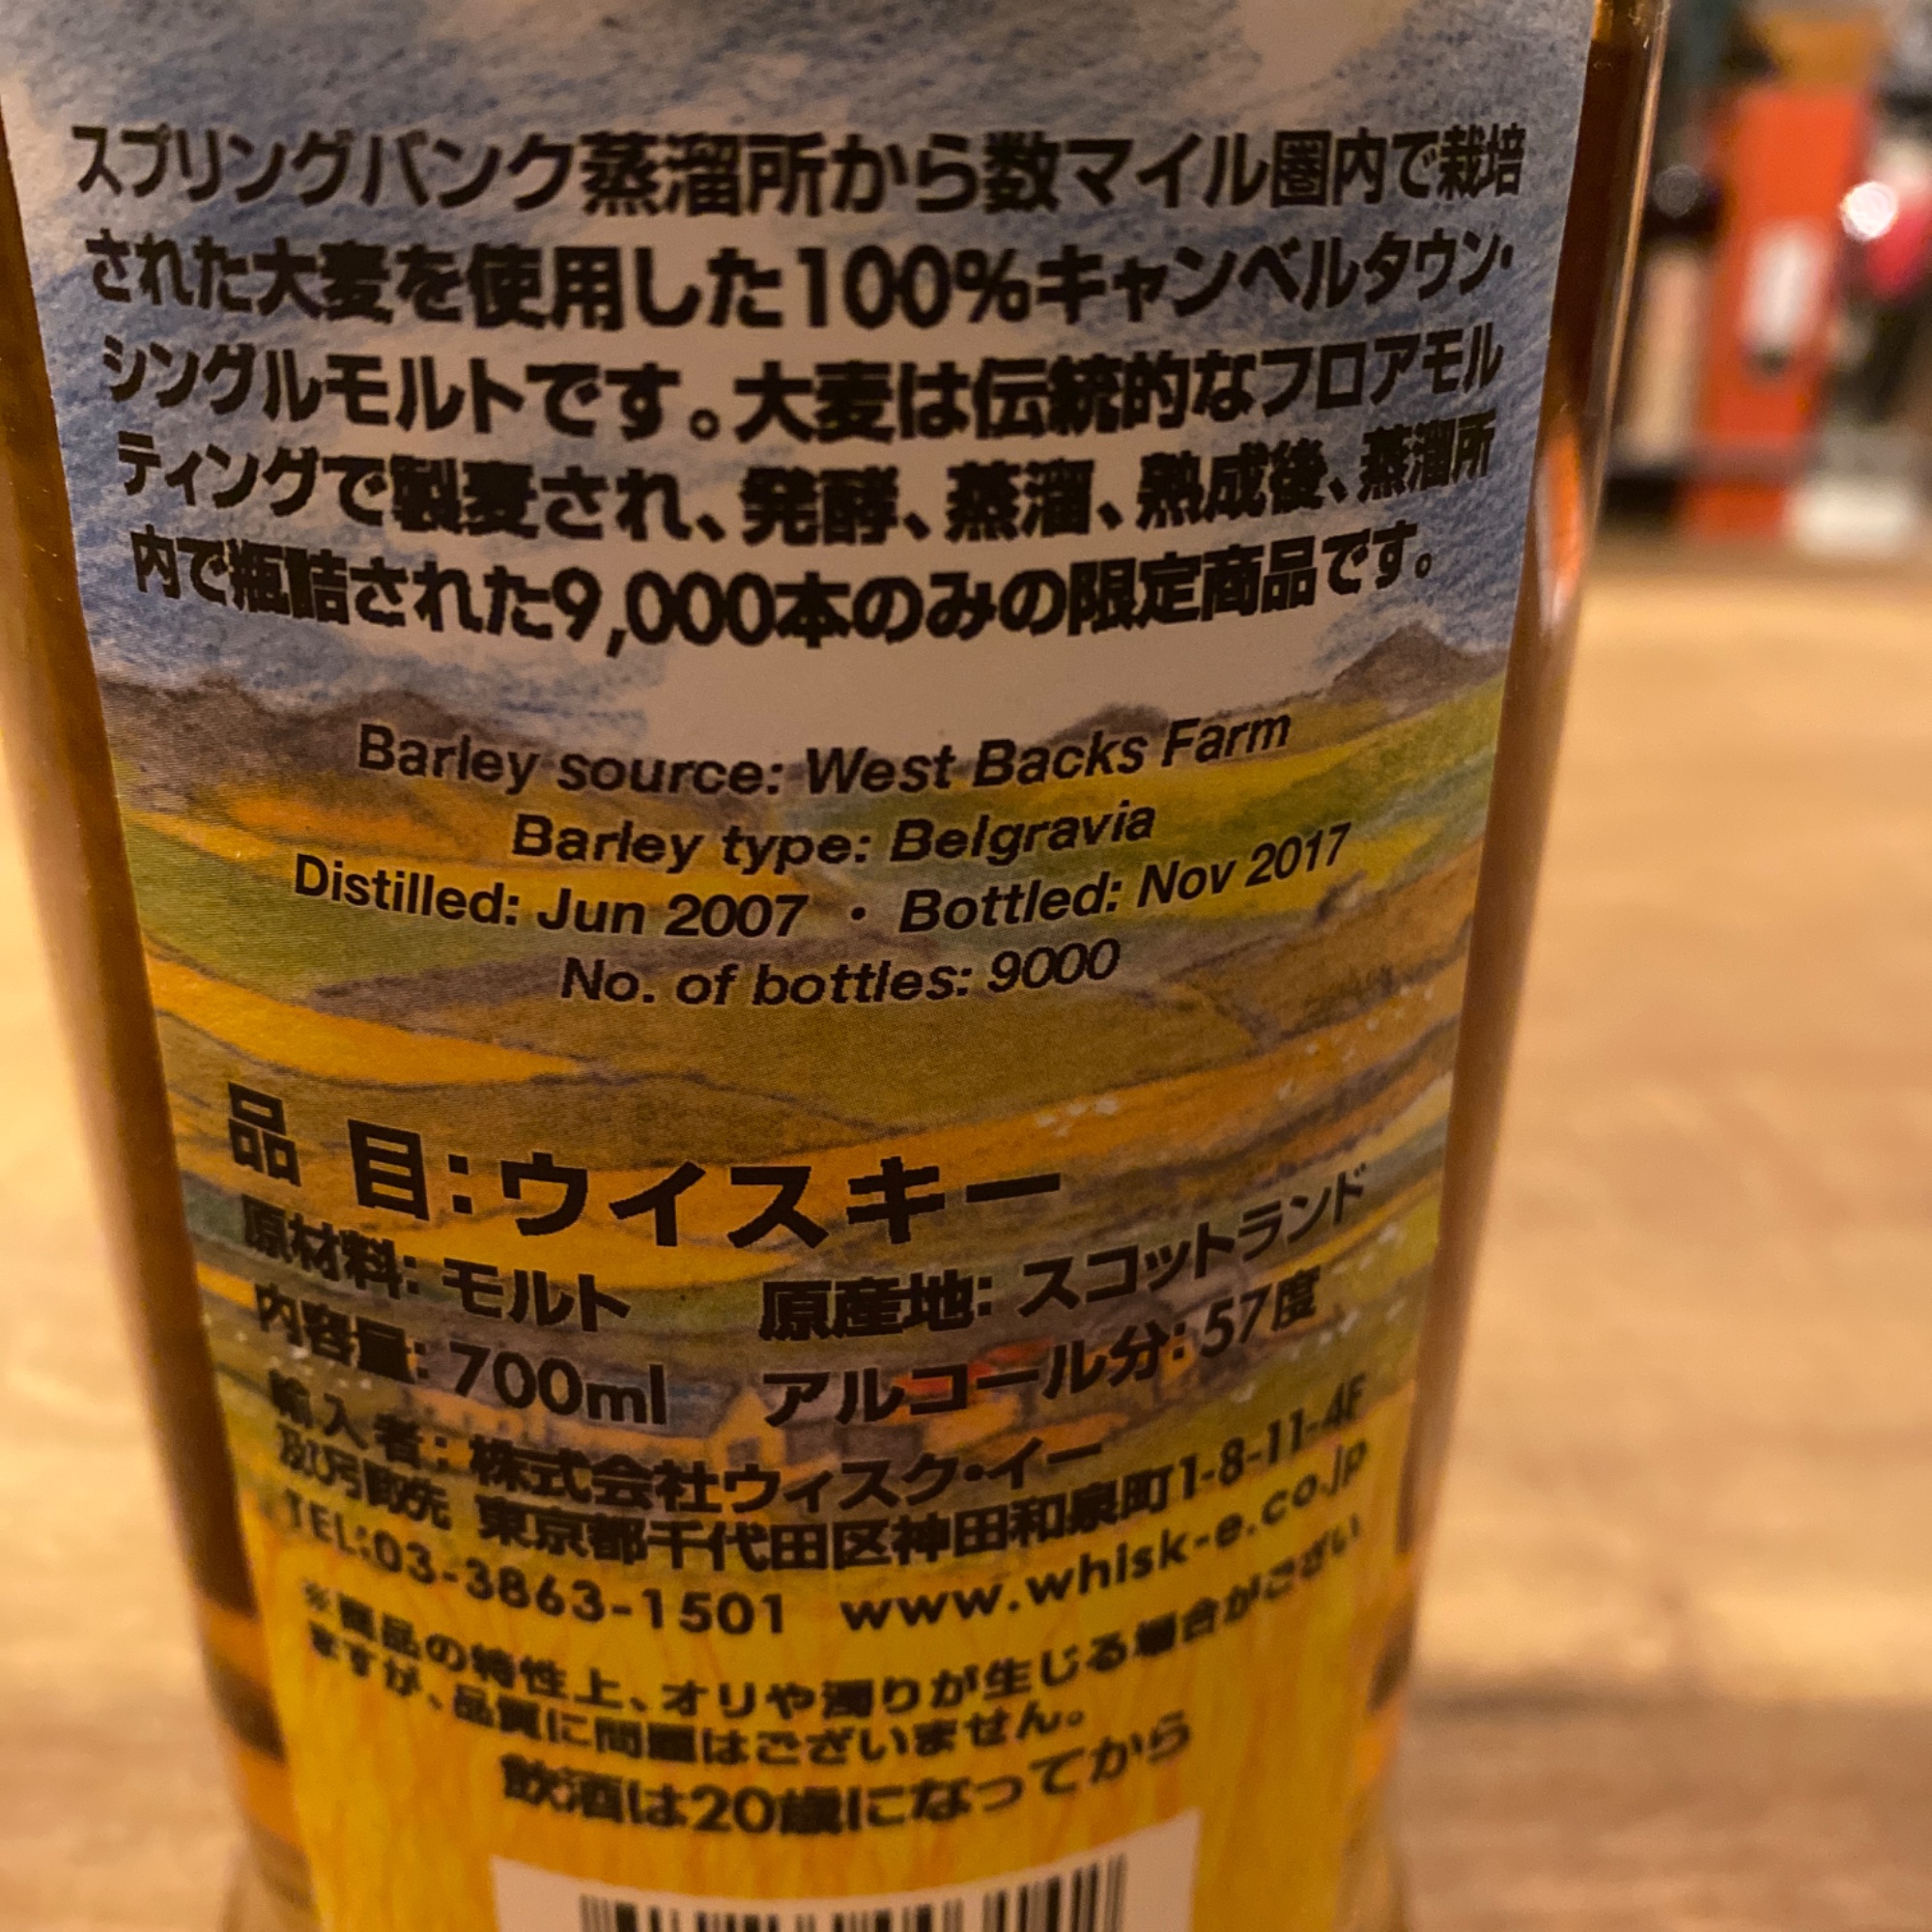 スプリングバンク蒸溜所から数マイル圏内で栽培
された大麦を使用した100%キャンベルタウン・
シングルモルトです。大麦は伝統的なフロアモル
ティングで製麦され、発酵、蒸溜、熟成後、蒸溜所
内で瓶詰された9,000本のみの限定商品です。
Barley source: West Backs Farm
Barley type: Belgravia
Distilled: Jun 2007 · Bottled: Nov 2017
No. of bottles: 9000
品 目:ウイスキー
原材料: モルト 原産地: スコットランド
内容量: 700ml アルコール分: 57度
輸入者: 株式会社ウィスク・イー
及び引取先 東京都千代田区神田和泉町1-8-11-4F
TEL:03-3863-1501 www.whisk-e.co.jp
※商品の特性上、オリや濁りが生じる場合がござい
ますが、品質に問題はございません。
飲酒は20歳になってから